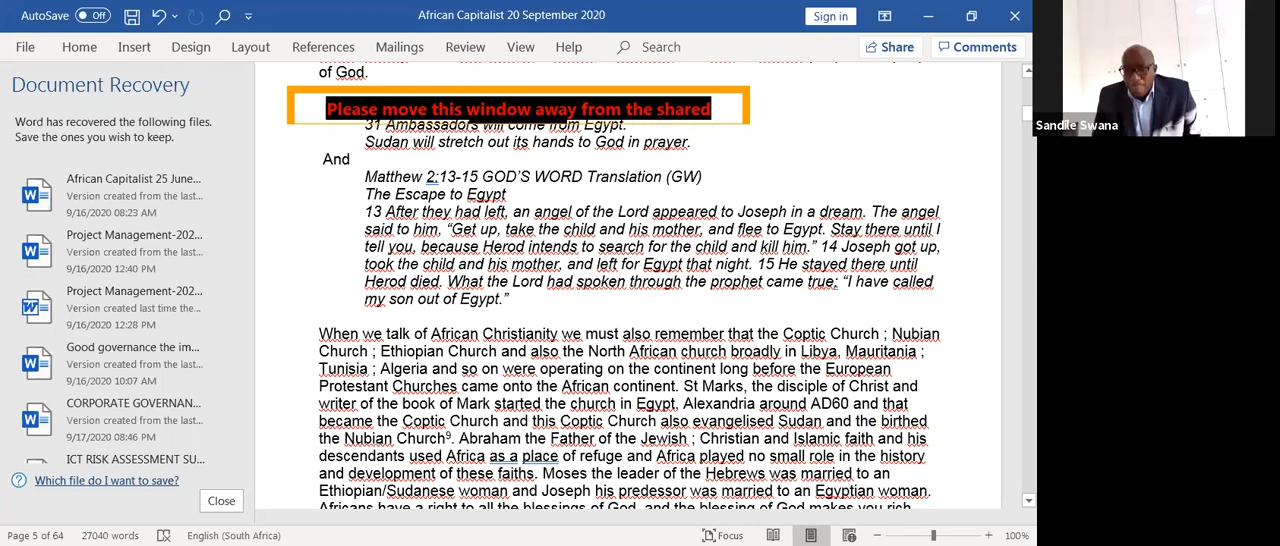 AutoSave Off
African Capitalist 20 September 2020
Sign in
File Home Insert Design Layout References Mailings Review View Help Search
Share Comments
Document Recovery
Word has recovered the following files.
Save the ones you wish to keep.
African Capitalist 25 June...
Version created from the last...
9/16/2020 08:23 AM
Project Management-202...
Version created from the last...
9/16/2020 12:40 PM
Project Management-202...
Version created last time the...
9/16/2020 12:28 PM
Good governance the im...
Version created from the last...
9/16/2020 10:07 AM
CORPORATE GOVERNAN...
Version created from the last...
9/17/2020 08:46 PM
ICT RISK ASSESSMENT SU...
Which file do I want to save?
Close
of God.
Please move this window away from the shared
31 Ambassadors will come from Egypt.
Sudan will stretch out its hands to God in prayer.
And
Matthew 2:13-15 GOD'S WORD Translation (GW)
The Escape to Egypt
13 After they had left, an angel of the Lord appeared to Joseph in a dream. The angel
said to him, “Get up, take the child and his mother, and flee to Egypt. Stay there until I
tell you, because Herod intends to search for the child and kill him.” 14 Joseph got up,
took the child and his mother, and left for Egypt that night. 15 He stayed there until
Herod died. What the Lord had spoken through the prophet came true: “I have called
my son out of Egypt.”
When we talk of African Christianity we must also remember that the Coptic Church ; Nubian
Church ; Ethiopian Church and also the North African church broadly in Libya, Mauritania ;
Tunisia ; Algeria and so on were operating on the continent long before the European
Protestant Churches came onto the African continent. St Marks, the disciple of Christ and
writer of the book of Mark started the church in Egypt, Alexandria around AD60 and that
became the Coptic Church and this Coptic Church also evangelised Sudan and the birthed
the Nubian Church9. Abraham the Father of the Jewish ; Christian and Islamic faith and his
descendants used Africa as a place of refuge and Africa played no small role in the history
and development of these faiths. Moses the leader of the Hebrews was married to an
Ethiopian/Sudanese woman and Joseph his predecessor was married to an Egyptian woman.
Africans have a right to all the blessings of God, and the blessing of God makes you rich
Page 5 of 64 27040 words English (South Africa) Focus 100%
Sandile Swana